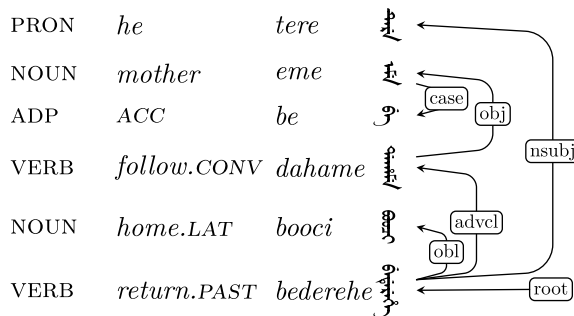 PRON he tere ᡨᡝᡵᡝ
NOUN mother eme ᡝᠮᡝ
case
ADP ACC be ᠪᡝ
obj
nsubj
VERB follow.CONV dahame ᡩᠠᡥᠠᠮᡝ
advcl
NOUN home.LAT booci ᠪᠣᠣᠴᡳ
obl
VERB return.PAST bederehe ᠪᡝᡩᡝᡵᡝᡥᡝ
root